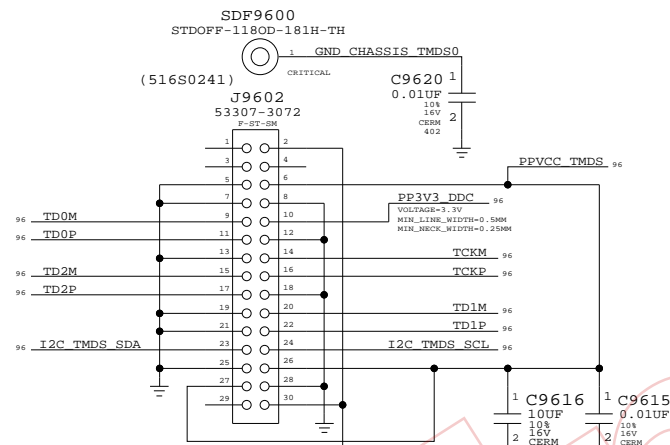 SDF9600
STDOFF-118OD-181H-TH
1 GND_CHASSIS_TMDS0
CRITICAL
(516S0241)
C9620 1
0.01UF
10%
16V
CERM 2
402
J9602
53307-3072
F-ST-SM
1 2
3 4
PPVCC_TMDS 96
5 6
7 8
PP3V3_DDC 96
VOLTAGE=3.3V
MIN_LINE_WIDTH=0.5MM
MIN_NECK_WIDTH=0.25MM
96 TD0M 9 10
96 TD0P 11 12
13 14 TCKM 96
96 TD2M 15 16 TCKP 96
96 TD2P 17 18
19 20 TD1M 96
21 22 TD1P 96
96 I2C_TMDS_SDA 23 24 I2C_TMDS_SCL 96
25 26
27 28
29 30
1 C9616
10UF
10%
16V
2 CERM
1 C9615
0.01UF
10%
16V
2 CERM